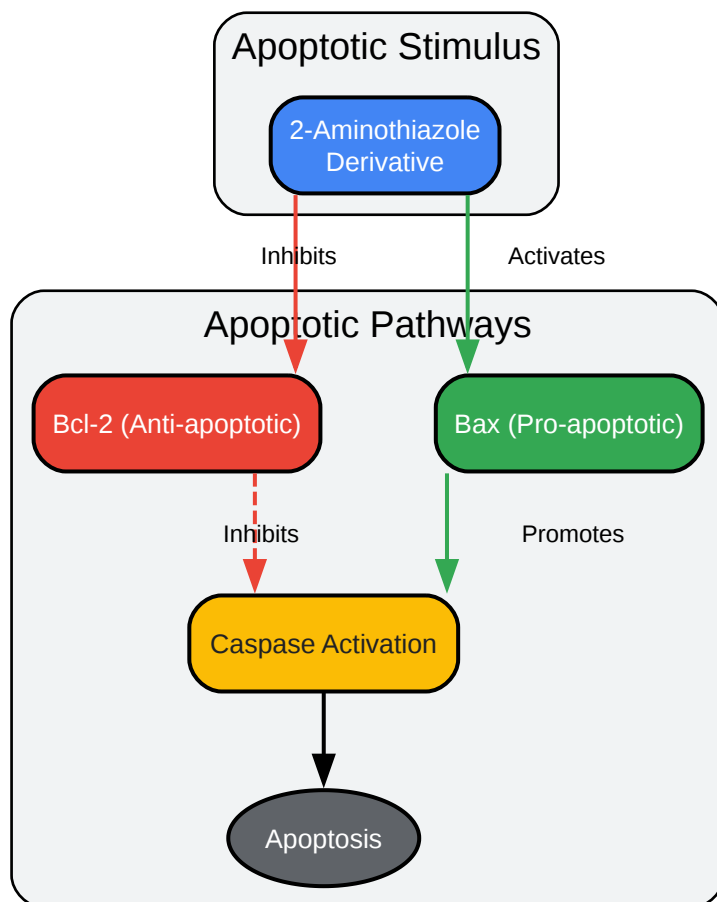 Apoptotic Stimulus
2-Aminothiazole
Derivative
Inhibits
Activates
Apoptotic Pathways
Bcl-2 (Anti-apoptotic)
Bax (Pro-apoptotic)
Inhibits
Promotes
Caspase Activation
Apoptosis